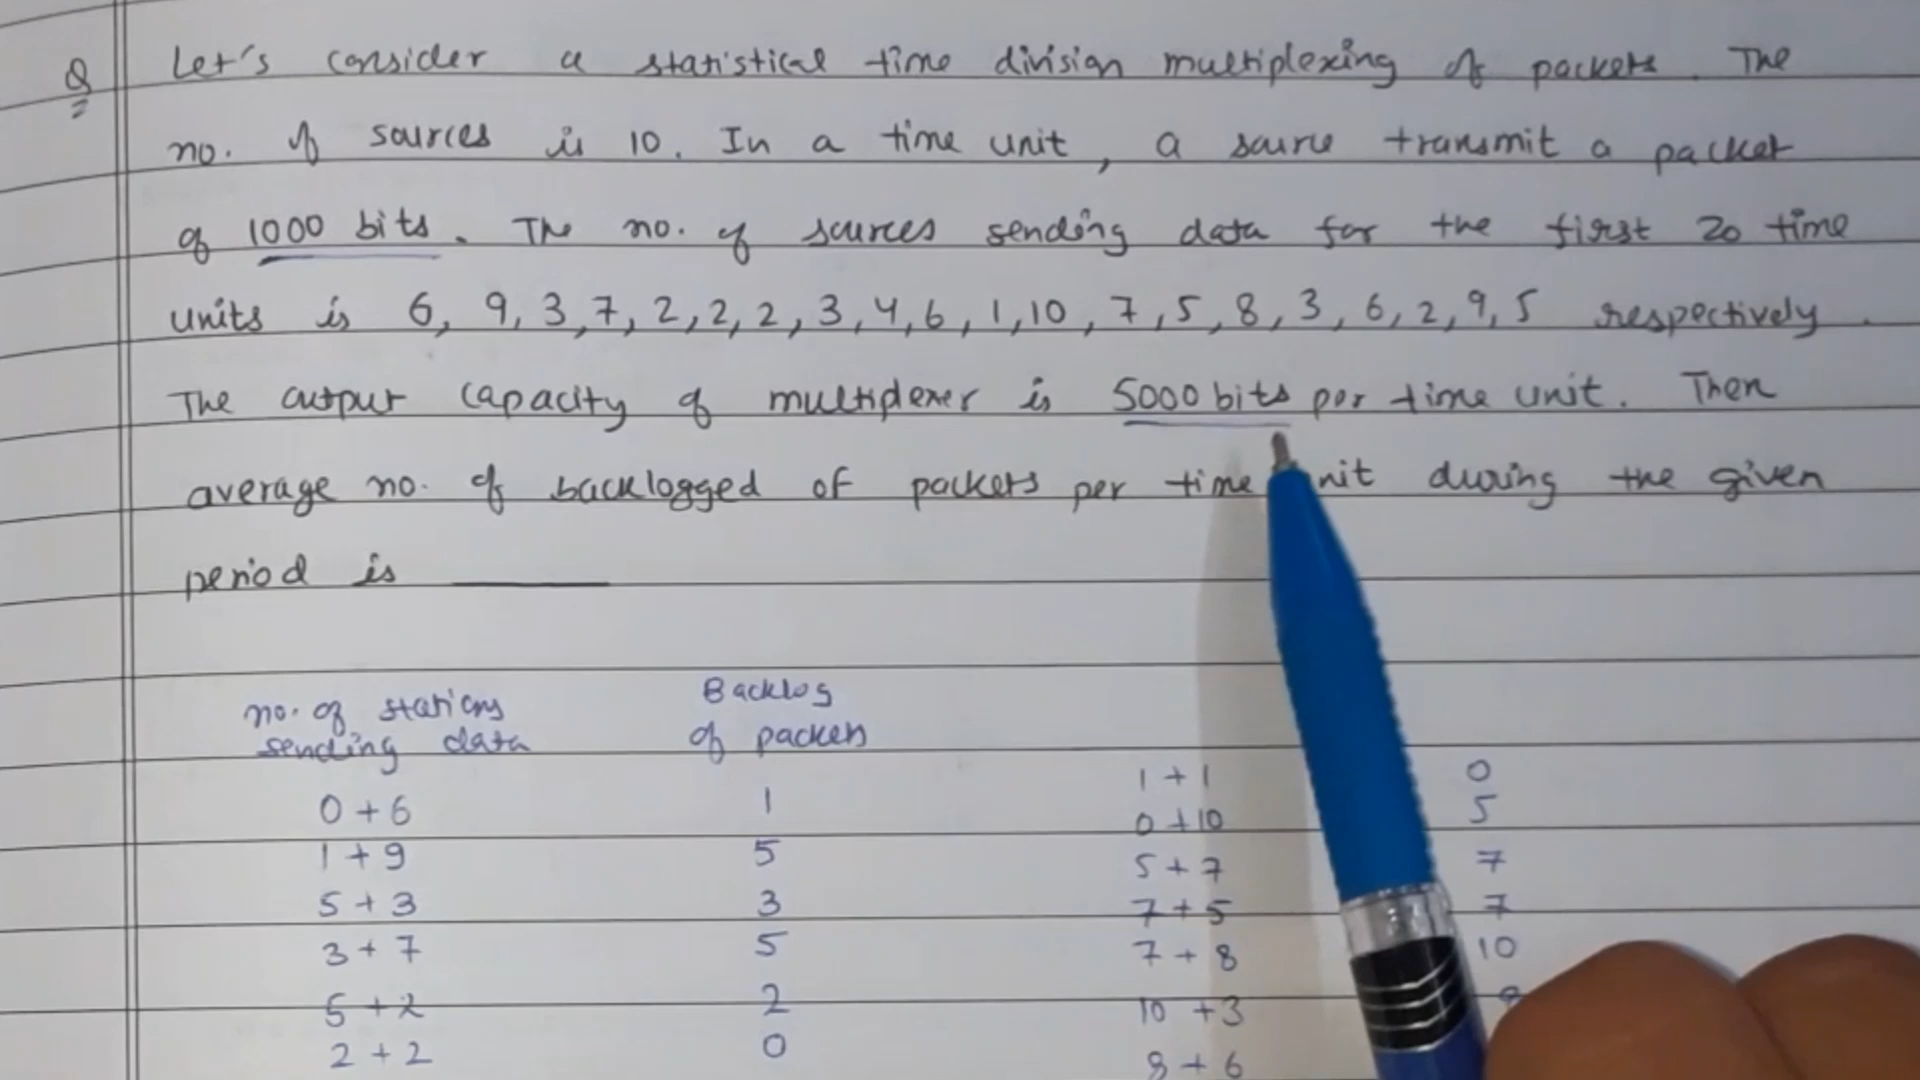 Q Let's consider a statistical time division multiplexing of packets. The
no. of sources is 10. In a time unit, a source transmit a packet
of 1000 bits. The no. of sources sending data for the first 20 time
units is 6, 9, 3, 7, 2, 2, 2, 3, 4, 6, 1, 10, 7, 5, 8, 3, 6, 2, 9, 5 respectively.
The output capacity of multiplexer is 5000 bits per time unit. Then
average no. of backlogged of packets per time nit during the given
period is
no. of stations sending data
Backlog of packets
0 + 6 1
1 + 9 5
5 + 3 3
3 + 7 5
5 + 2 2
2 + 2 0
1 + 1 0
0 + 10 5
5 + 7 7
7 + 5 7
7 + 8 10
10 + 3
8 + 6